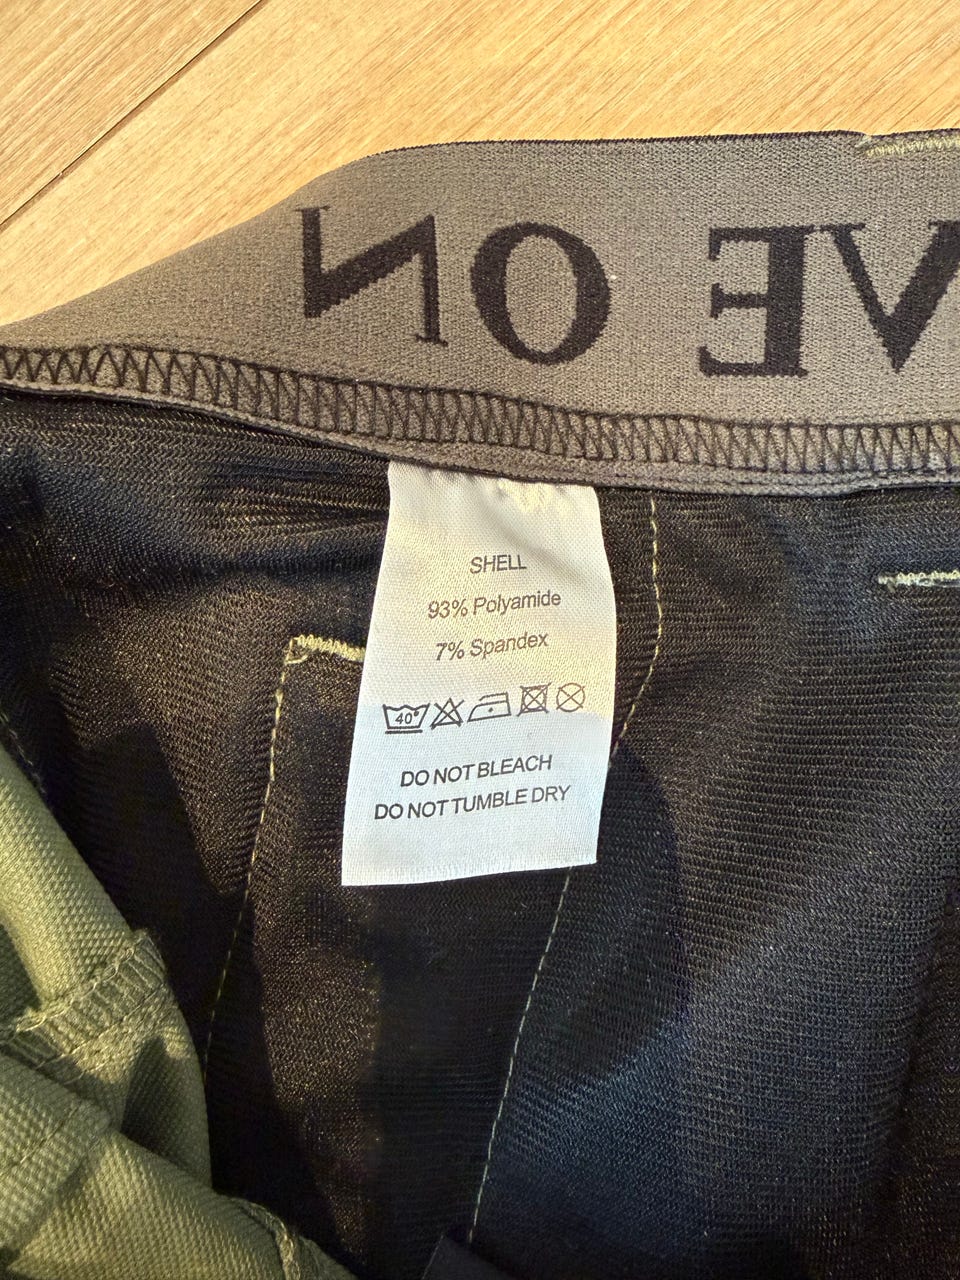 VE ON
SHELL
93% Polyamide
7% Spandex
40°
DO NOT BLEACH
DO NOT TUMBLE DRY